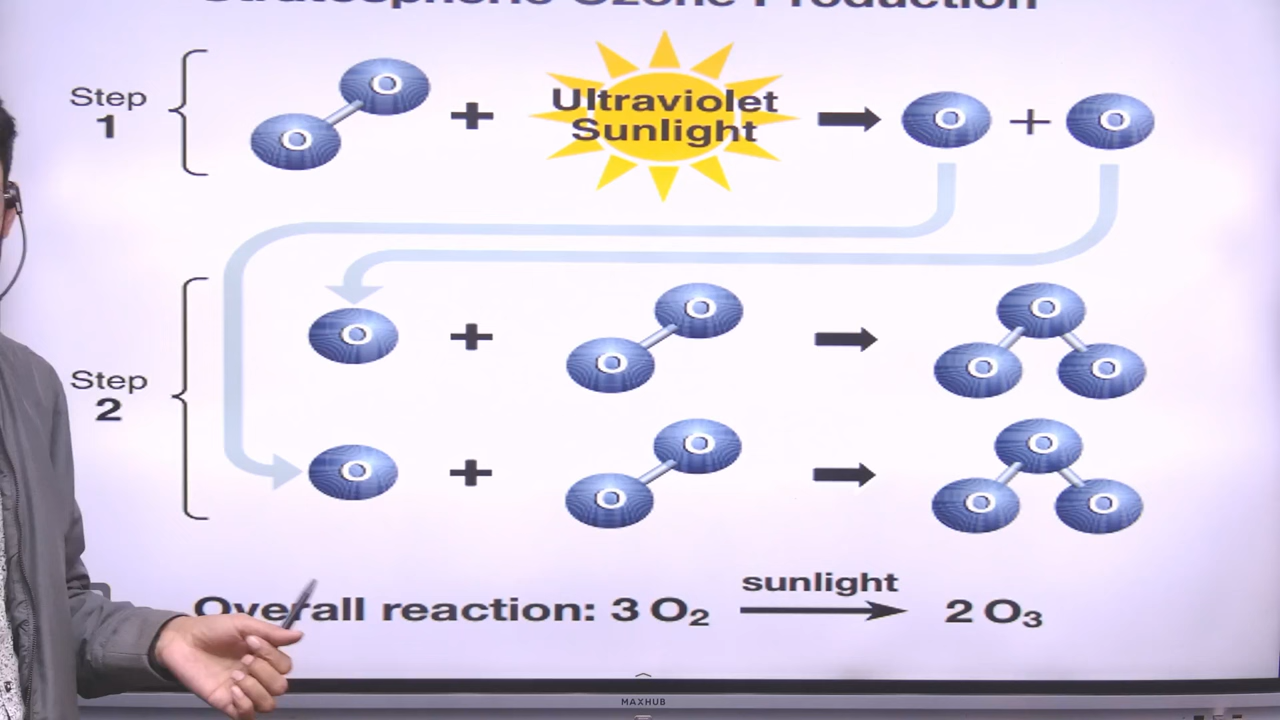 Stratospheric Ozone Production
Step
1
O
O
+
Ultraviolet
Sunlight
O
+
O
Step
2
O
+
O
O
O
O
O
O
+
O
O
O
O
O
Overall reaction: 3 O₂
sunlight
2 O₃
MAXHUB